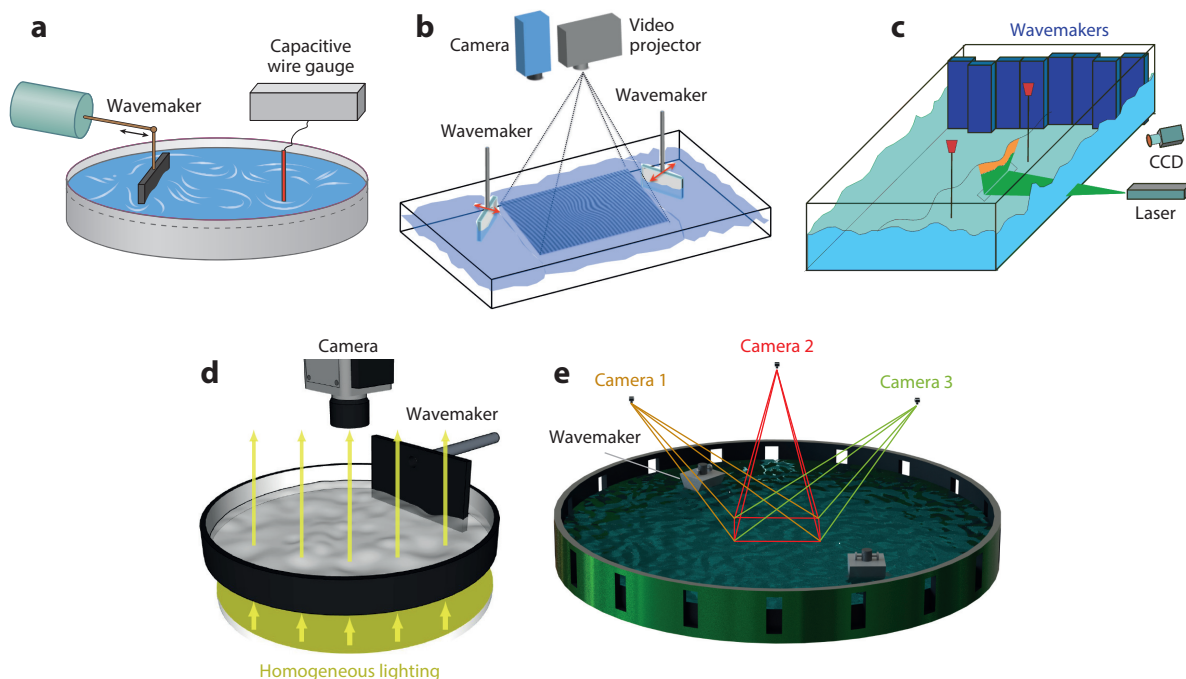 a
Capacitive
wire gauge
Wavemaker
b
Camera
Video
projector
Wavemaker
Wavemaker
c
Wavemakers
CCD
Laser
d
Camera
Wavemaker
Homogeneous lighting
e
Camera 2
Camera 1
Camera 3
Wavemaker